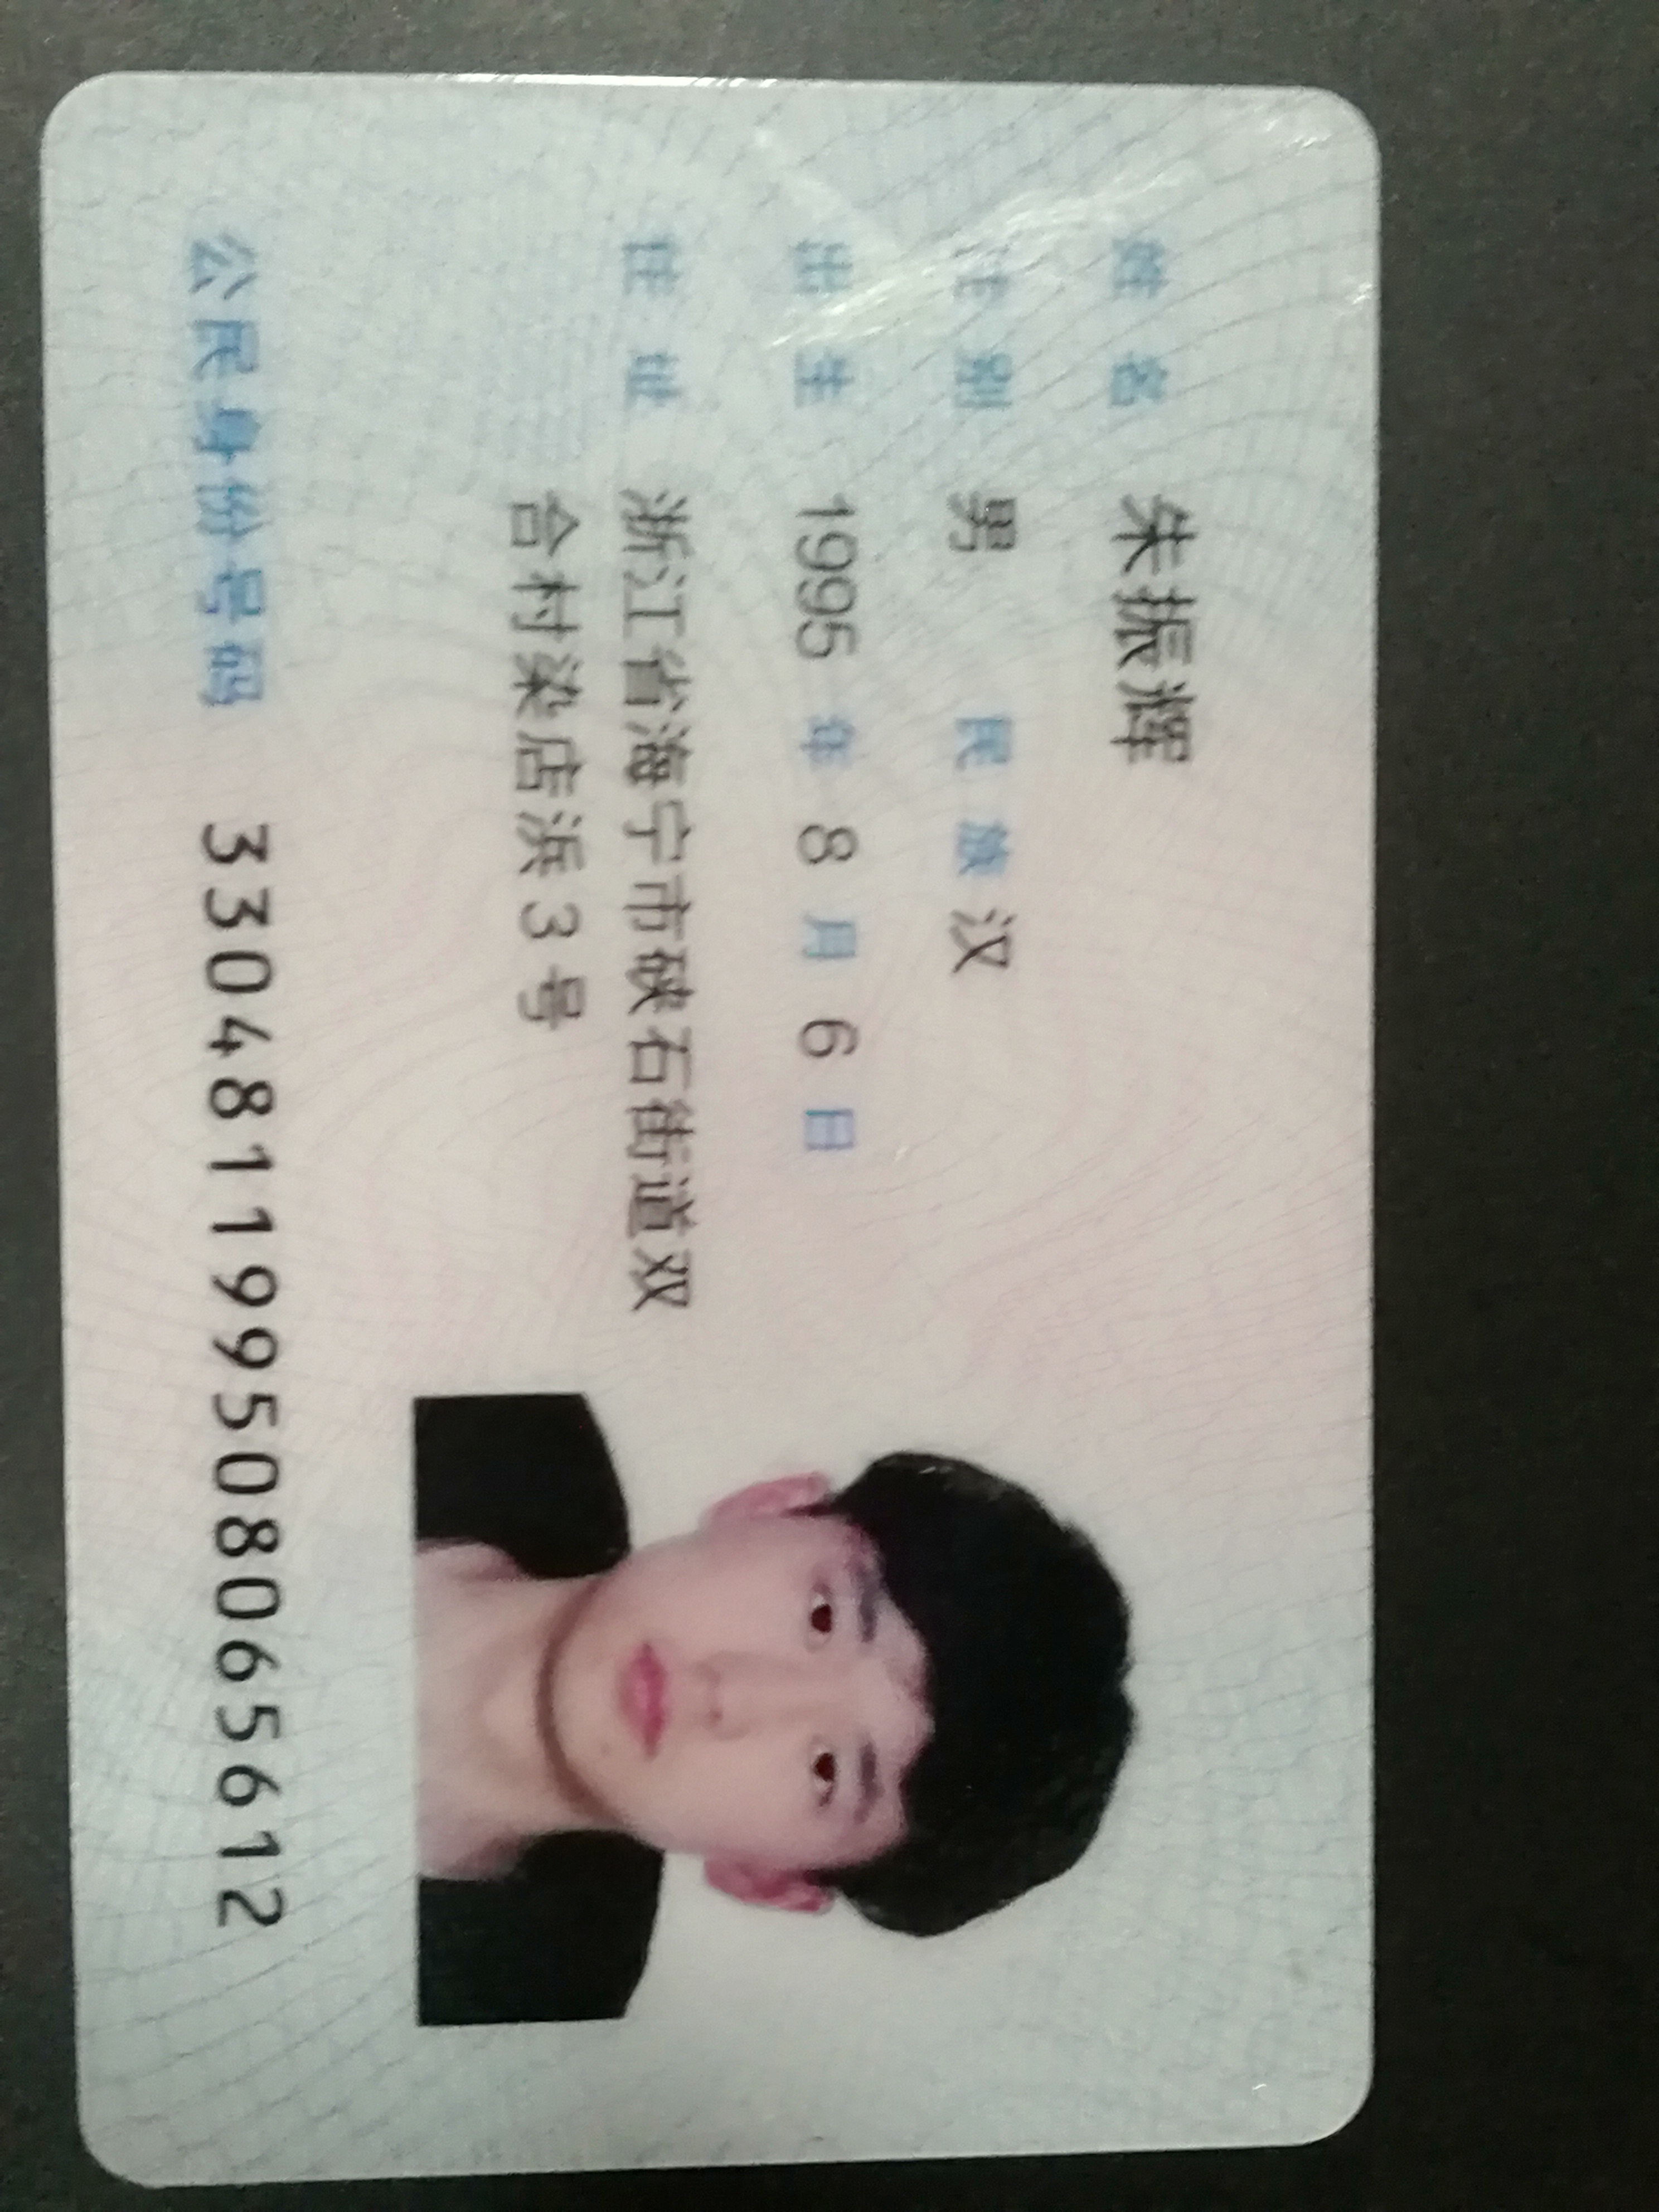 姓名 朱振辉
性别 男 民族 汉
出生 1995 年 8 月 6 日
住址 浙江省海宁市硖石街道双
合村染店浜3号
公民身份号码 330481199508065612